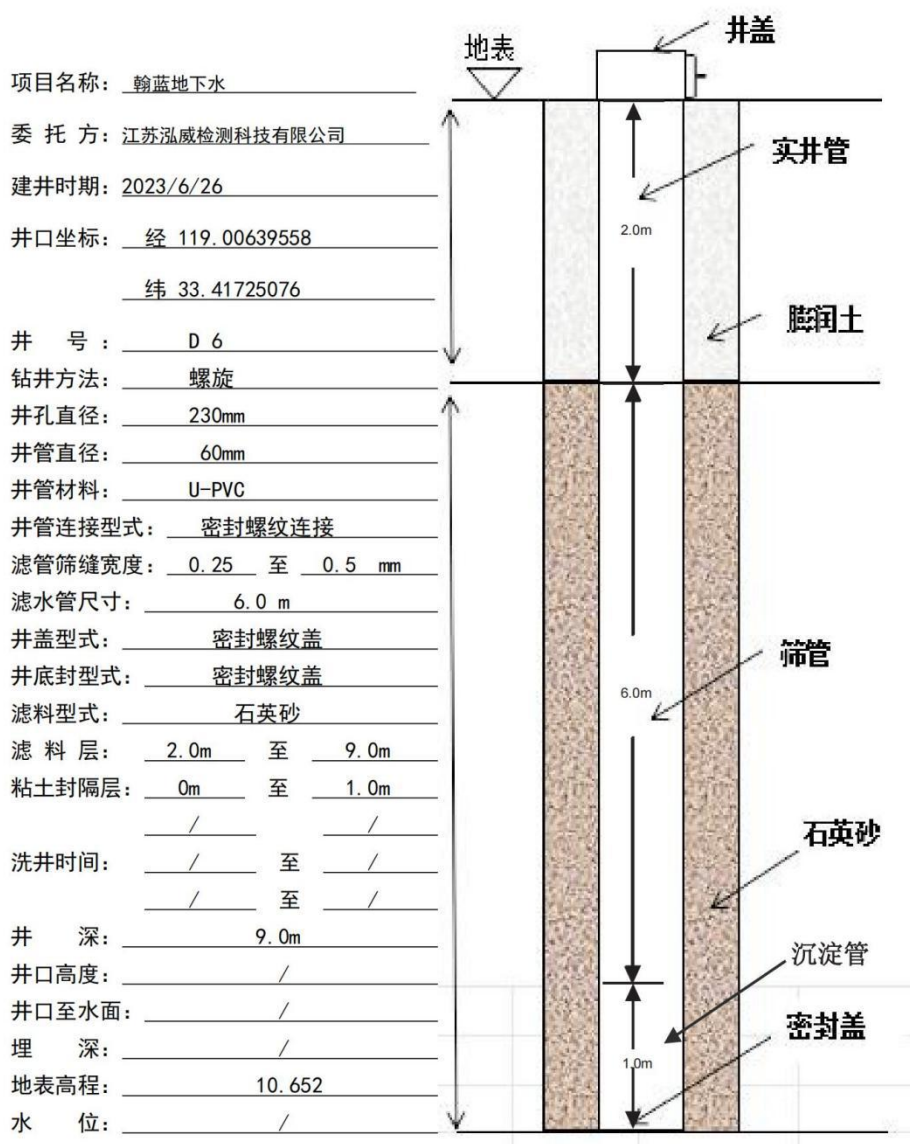 项目名称: 翰蓝地下水
委 托 方: 江苏泓威检测科技有限公司
建井时期: 2023/6/26
井口坐标: 经 119.00639558
纬 33.41725076
井 号 : D 6
钻井方法: 螺旋
井孔直径: 230mm
井管直径: 60mm
井管材料: U-PVC
井管连接型式: 密封螺纹连接
滤管筛缝宽度: 0.25 至 0.5 mm
滤水管尺寸: 6.0 m
井盖型式: 密封螺纹盖
井底封型式: 密封螺纹盖
滤料型式: 石英砂
滤 料 层: 2.0m 至 9.0m
粘土封隔层: 0m 至 1.0m
/ /
洗井时间: / 至 /
/ 至 /
井 深: 9.0m
井口高度: /
井口至水面: /
埋 深: /
地表高程: 10.652
水 位: /
井盖
地表
实井管
2.0m
膨润土
筛管
6.0m
石英砂
沉淀管
密封盖
1.0m